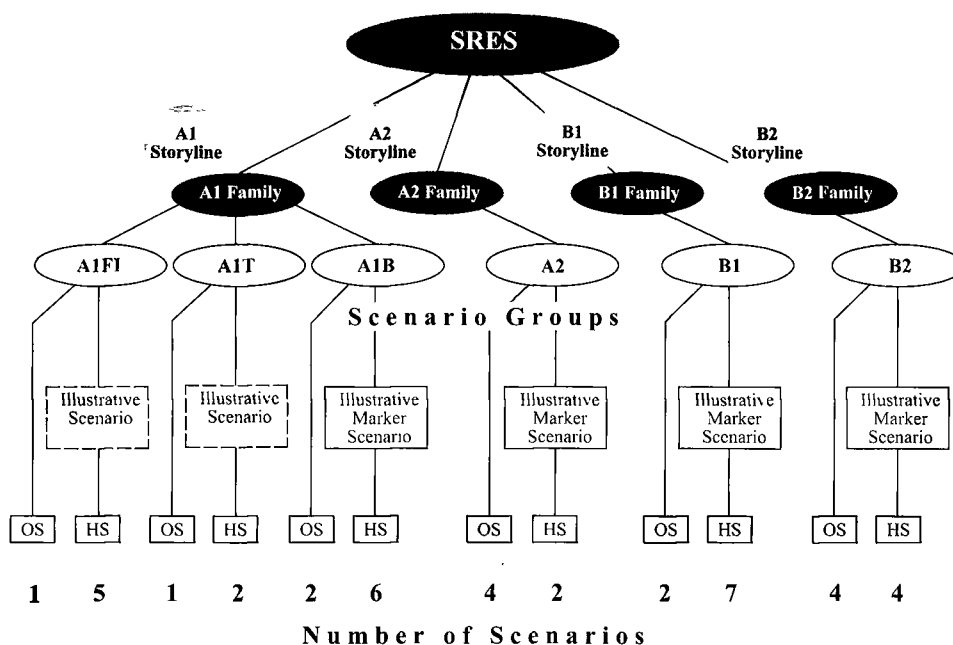 SRES
A1
Storyline
A2
Storyline
B1
Storyline
B2
Storyline
A1 Family
A2 Family
B1 Family
B2 Family
A1FI
A1T
A1B
A2
B1
B2
Scenario Groups
Illustrative
Scenario
Illustrative
Scenario
Illustrative
Marker
Scenario
Illustrative
Marker
Scenario
Illustrative
Marker
Scenario
Illustrative
Marker
Scenario
OS HS OS HS OS HS OS HS OS HS OS HS
1 5 1 2 2 6 4 2 2 7 4 4
Number of Scenarios